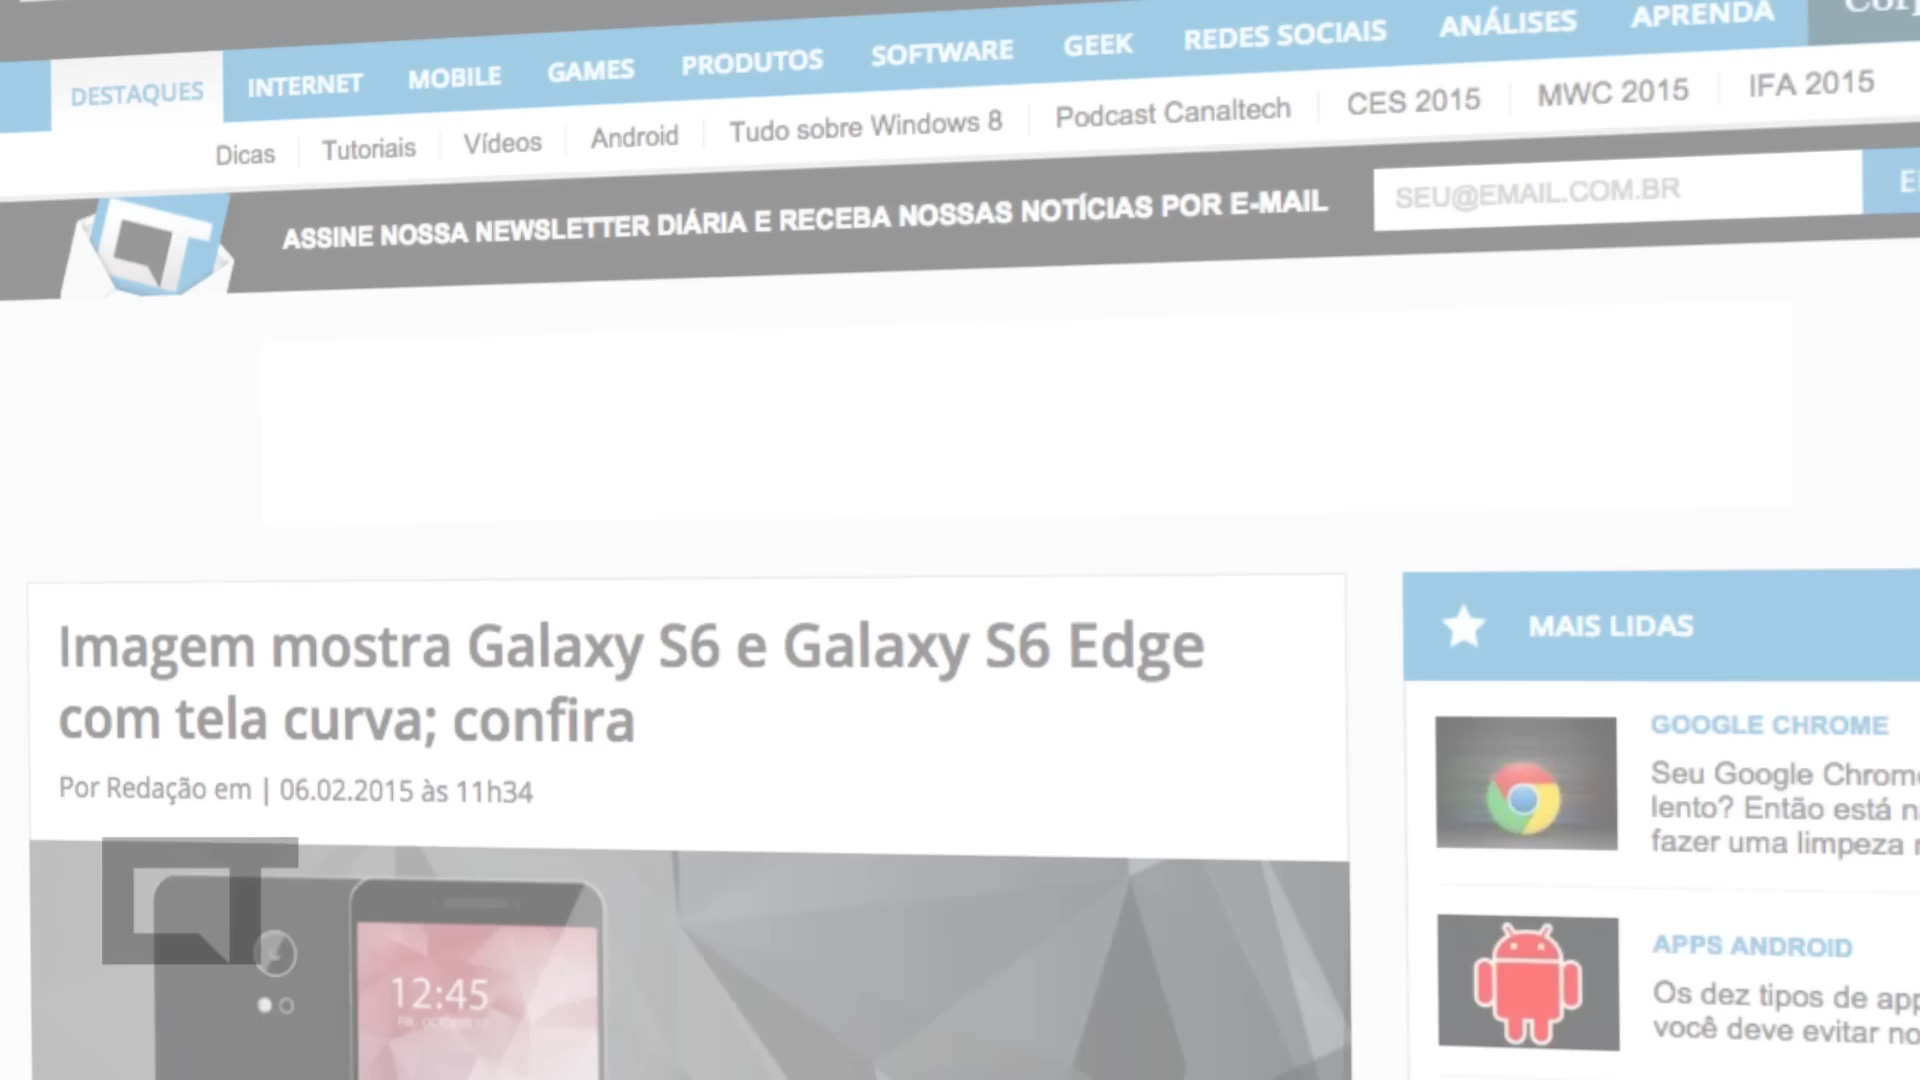 DESTAQUES INTERNET MOBILE GAMES PRODUTOS SOFTWARE GEEK REDES SOCIAIS ANÁLISES APRENDA
Dicas Tutoriais Vídeos Android Tudo sobre Windows 8 Podcast Canaltech CES 2015 MWC 2015 IFA 2015
ASSINE NOSSA NEWSLETTER DIÁRIA E RECEBA NOSSAS NOTÍCIAS POR E-MAIL SEU@EMAIL.COM.BR
Imagem mostra Galaxy S6 e Galaxy S6 Edge
com tela curva; confira
Por Redação em | 06.02.2015 às 11h34
CT
12:45
MAIS LIDAS
GOOGLE CHROME
Seu Google Chrome
lento? Então está
fazer uma limpeza
APPS ANDROID
Os dez tipos de
você deve evitar